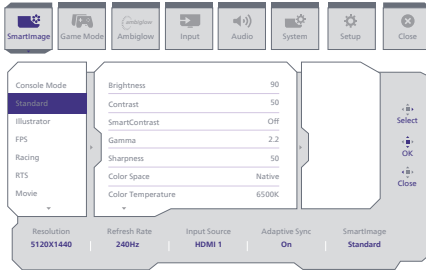 SmartImage
Game Mode
ambiglow
Ambiglow
Input
Audio
System
Setup
Close
Console Mode
Standard
Illustrator
FPS
Racing
RTS
Movie
Brightness 90
Contrast 50
SmartContrast Off
Gamma 2.2
Sharpness 50
Color Space Native
Color Temperature 6500K
Select
OK
Close
Resolution Refresh Rate Input Source Adaptive Sync SmartImage
5120X1440 240Hz HDMI 1 On Standard